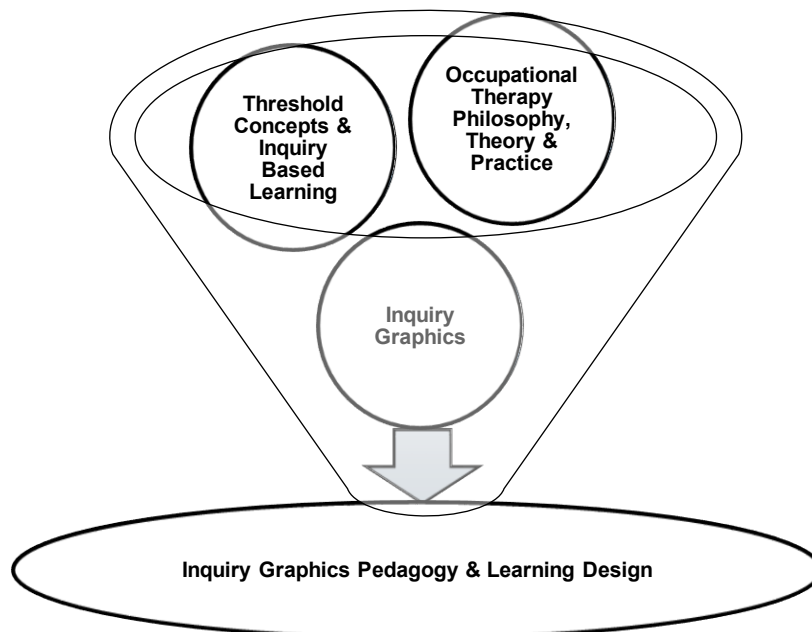 Threshold
Concepts &
Inquiry
Based
Learning
Occupational
Therapy
Philosophy,
Theory &
Practice
Inquiry
Graphics
Inquiry Graphics Pedagogy & Learning Design